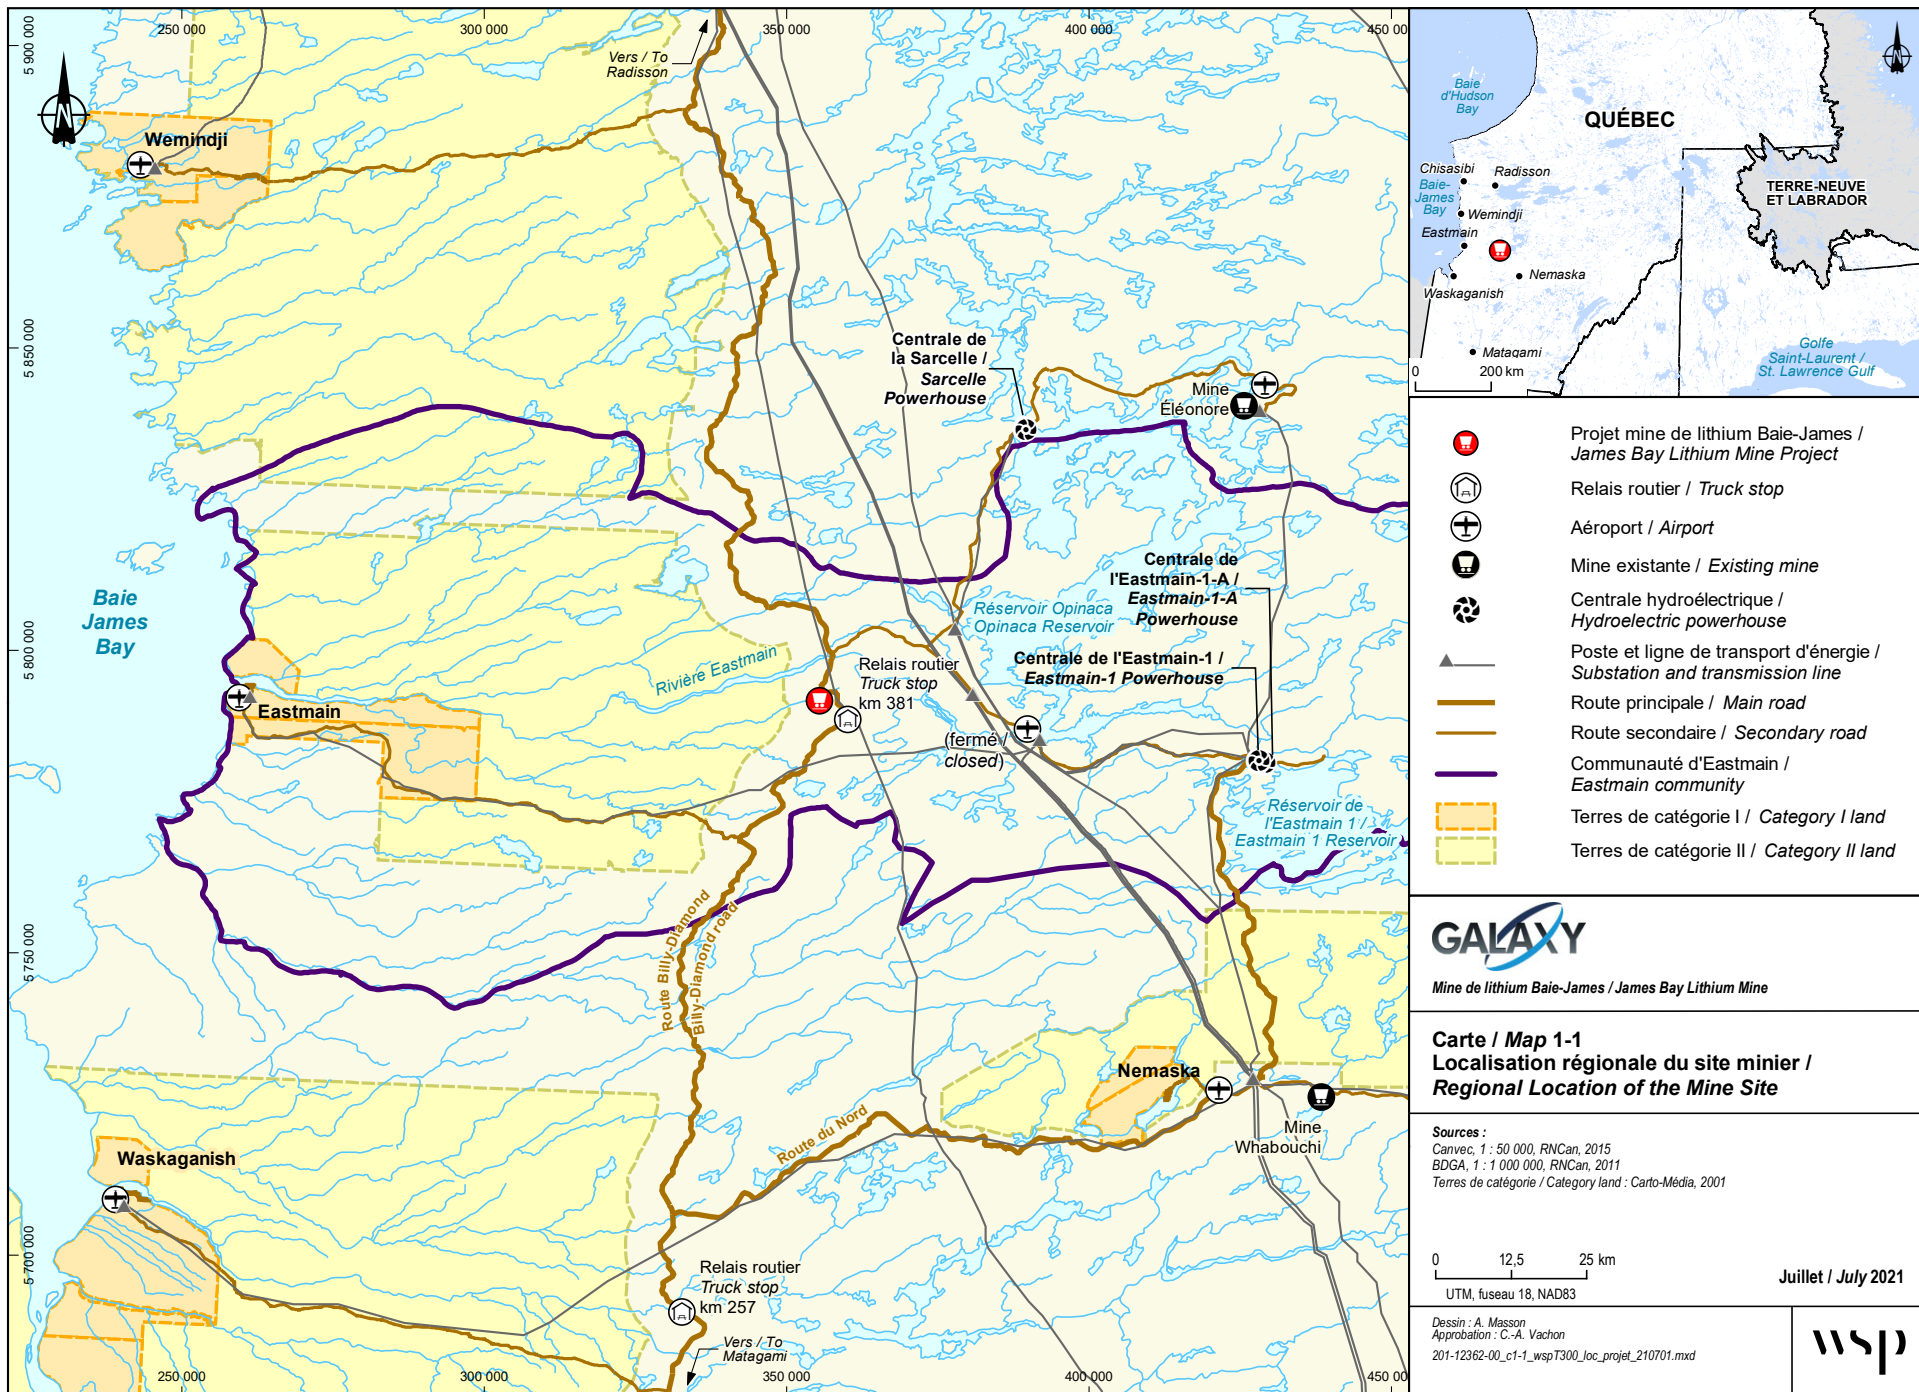 250 000
300 000
350 000
400 000
450 00
5 900 000
5 850 000
5 800 000
5 750 000
5 700 000
Vers / To
Radisson
N
Wemindji
Centrale de
la Sarcelle /
Sarcelle
Powerhouse
Mine
Éléonore
Centrale de
l'Eastmain-1-A /
Eastmain-1-A
Powerhouse
Réservoir Opinaca
Opinaca Reservoir
Baie
James
Bay
Rivière Eastmain
Relais routier
Truck stop
km 381
Centrale de l'Eastmain-1 /
Eastmain-1 Powerhouse
Eastmain
(fermé /
closed)
Réservoir de
l'Eastmain 1 /
Eastmain 1 Reservoir
Route Billy-Diamond
Billy-Diamond road
Nemaska
Route du Nord
Mine
Whabouchi
Waskaganish
Relais routier
Truck stop
km 257
Vers / To
Matagami
250 000
300 000
350 000
400 000
450 00
Baie
d'Hudson
Bay
QUÉBEC
Chisasibi
Radisson
Baie-
James
Bay
Wemindji
TERRE-NEUVE
ET LABRADOR
Eastmain
Nemaska
Waskaganish
Matagami
Golfe
Saint-Laurent /
St. Lawrence Gulf
0 200 km
Projet mine de lithium Baie-James /
James Bay Lithium Mine Project
Relais routier / Truck stop
Aéroport / Airport
Mine existante / Existing mine
Centrale hydroélectrique /
Hydroelectric powerhouse
Poste et ligne de transport d'énergie /
Substation and transmission line
Route principale / Main road
Route secondaire / Secondary road
Communauté d'Eastmain /
Eastmain community
Terres de catégorie I / Category I land
Terres de catégorie II / Category II land
GALAXY
Mine de lithium Baie-James / James Bay Lithium Mine
Carte / Map 1-1
Localisation régionale du site minier /
Regional Location of the Mine Site
Sources :
Canvec, 1 : 50 000, RNCan, 2015
BDGA, 1 : 1 000 000, RNCan, 2011
Terres de catégorie / Category land : Carto-Média, 2001
0 12,5 25 km
UTM, fuseau 18, NAD83
Juillet / July 2021
Dessin : A. Masson
Approbation : C.-A. Vachon
201-12362-00_c1-1_wspT300_loc_projet_210701.mxd
wsp